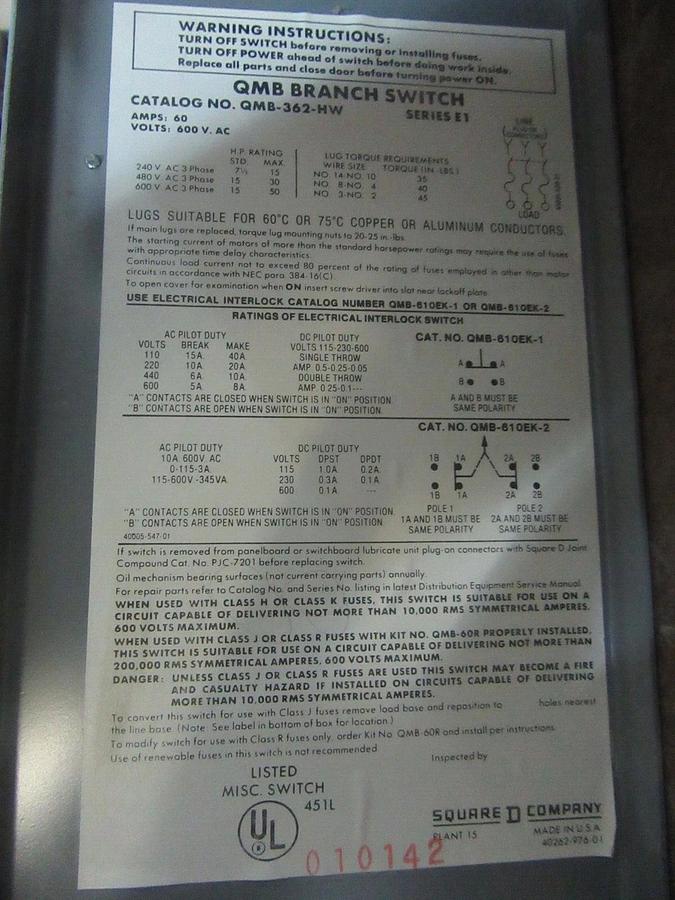 WARNING INSTRUCTIONS:
TURN OFF SWITCH before removing or installing fuses.
TURN OFF POWER ahead of switch before doing work inside.
Replace all parts and close door before turning power ON.
QMB BRANCH SWITCH
CATALOG NO. QMB-362-HW SERIES E1
AMPS: 60
VOLTS: 600 V. AC
LINE
PLUG-ON
CONNECTORS
LOAD
H.P. RATING
STD. MAX.
240 V AC 3 Phase 7½ 15
480 V AC 3 Phase 15 30
600 V AC 3 Phase 15 50
LUG TORQUE REQUIREMENTS
WIRE SIZE TORQUE (IN-LBS.)
NO. 14-NO. 10 35
NO. 8-NO. 4 40
NO. 3-NO. 2 45
LUGS SUITABLE FOR 60°C OR 75°C COPPER OR ALUMINUM CONDUCTORS.
If main lugs are replaced, torque lug mounting nuts to 20-25 in.-lbs.
The starting current of motors of more than the standard horsepower ratings may require the use of fuses
with appropriate time delay characteristics.
Continuous load current not to exceed 80 percent of the rating of fuses employed in other than motor
circuits in accordance with NEC para. 384-16(C).
To open cover for examination when ON insert screw driver into slot near lockoff plate.
USE ELECTRICAL INTERLOCK CATALOG NUMBER QMB-610EK-1 OR QMB-610EK-2
RATINGS OF ELECTRICAL INTERLOCK SWITCH
AC PILOT DUTY
VOLTS BREAK MAKE
110 15A 40A
220 10A 20A
440 6A 10A
600 5A 8A
DC PILOT DUTY
VOLTS 115-230-600
SINGLE THROW
AMP. 0.5-0.25-0.05
DOUBLE THROW
AMP. 0.25-0.1---
CAT. NO. QMB-610EK-1
A A
B B
A AND B MUST BE
SAME POLARITY
"A" CONTACTS ARE CLOSED WHEN SWITCH IS IN "ON" POSITION
"B" CONTACTS ARE OPEN WHEN SWITCH IS IN "ON" POSITION
CAT. NO. QMB-610EK-2
AC PILOT DUTY
10A 600V. AC
0-115-3A
115-600V -345VA
DC PILOT DUTY
VOLTS DPST DPDT
115 1.0A 0.2A
230 0.3A 0.1A
600 0.1A ---
1B 1A 2A 2B
1B 1A 2A 2B
POLE 1 POLE 2
1A AND 1B MUST BE 2A AND 2B MUST BE
SAME POLARITY SAME POLARITY
"A" CONTACTS ARE CLOSED WHEN SWITCH IS IN "ON" POSITION
"B" CONTACTS ARE OPEN WHEN SWITCH IS IN "ON" POSITION
40005-547-01
If switch is removed from panelboard or switchboard lubricate unit plug-on connectors with Square D Joint
Compound Cat. No. PJC-7201 before replacing switch.
Oil mechanism bearing surfaces (not current carrying parts) annually.
For repair parts refer to Catalog No. and Series No. listing in latest Distribution Equipment Service Manual
WHEN USED WITH CLASS H OR CLASS K FUSES, THIS SWITCH IS SUITABLE FOR USE ON A
CIRCUIT CAPABLE OF DELIVERING NOT MORE THAN 10,000 RMS SYMMETRICAL AMPERES,
600 VOLTS MAXIMUM.
WHEN USED WITH CLASS J OR CLASS R FUSES WITH KIT NO. QMB-60R PROPERLY INSTALLED,
THIS SWITCH IS SUITABLE FOR USE ON A CIRCUIT CAPABLE OF DELIVERING NOT MORE THAN
200,000 RMS SYMMETRICAL AMPERES, 600 VOLTS MAXIMUM.
DANGER: UNLESS CLASS J OR CLASS R FUSES ARE USED THIS SWITCH MAY BECOME A FIRE
AND CASUALTY HAZARD IF INSTALLED ON CIRCUITS CAPABLE OF DELIVERING
MORE THAN 10,000 RMS SYMMETRICAL AMPERES.
To convert this switch for use with Class J fuses remove load base and reposition to holes nearest
the line base (Note: See label in bottom of box for location.)
To modify switch for use with Class R fuses only, order Kit No. QMB-60R and install per instructions.
Use of renewable fuses in this switch is not recommended
Inspected by
LISTED
MISC. SWITCH
451L
UL
®
SQUARE D COMPANY
PLANT 15
MADE IN U.S.A
40262-976-01
010142